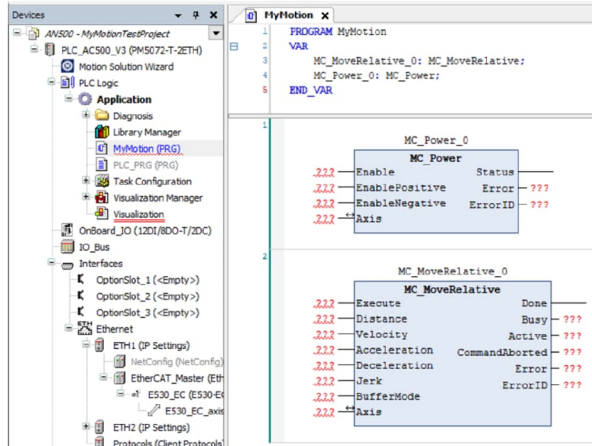 Devices
AN500 - MyMotionTestProject
PLC_AC500_V3 (PM5072-T-2ETH)
Motion Solution Wizard
PLC Logic
Application
Diagnosis
Library Manager
MyMotion (PRG)
PLC_PRG (PRG)
Task Configuration
Visualization Manager
Visualization
OnBoard_IO (12DI/8DO-T/2DC)
IO_Bus
Interfaces
OptionSlot_1 (<Empty>)
OptionSlot_2 (<Empty>)
OptionSlot_3 (<Empty>)
Ethernet
ETH1 (IP Settings)
NetConfig (NetConfig)
EtherCAT_Master (Eth
E530_EC (E530-EC
E530_EC_axis
ETH2 (IP Settings)
Protocols (Client Protocols
MyMotion x
1 PROGRAM MyMotion
2 VAR
3 MC_MoveRelative_0: MC_MoveRelative;
4 MC_Power_0: MC_Power;
5 END_VAR
1
MC_Power_0
MC_Power
??? Enable Status
??? EnablePositive Error ???
??? EnableNegative ErrorID ???
??? Axis
2
MC_MoveRelative_0
MC_MoveRelative
??? Execute Done
??? Distance Busy ???
??? Velocity Active ???
??? Acceleration CommandAborted ???
??? Deceleration Error ???
??? Jerk ErrorID ???
??? BufferMode
??? Axis